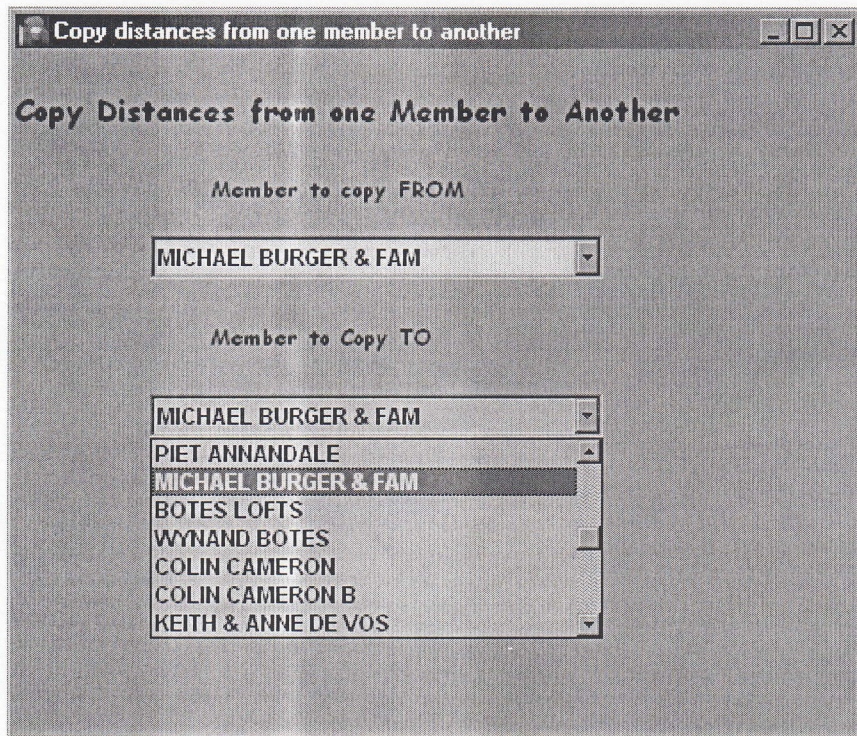 Copy distances from one member to another
Copy Distances from one Member to Another
Member to copy FROM
MICHAEL BURGER & FAM
Member to Copy TO
MICHAEL BURGER & FAM
PIET ANNANDALE
MICHAEL BURGER & FAM
BOTES LOFTS
WYNAND BOTES
COLIN CAMERON
COLIN CAMERON B
KEITH & ANNE DE VOS